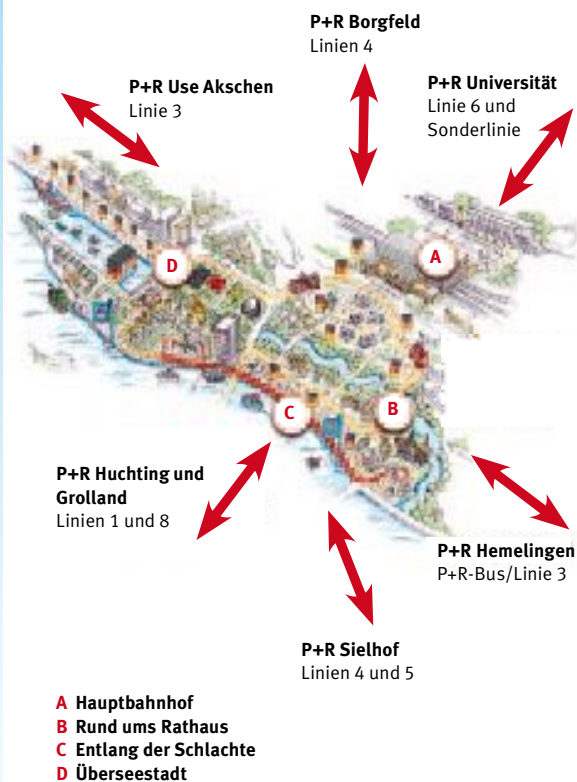 P+R Borgfeld
Linien 4
P+R Use Akschen
Linie 3
P+R Universität
Linie 6 und
Sonderlinie
A
D
C
B
P+R Huchting und
Grolland
Linien 1 und 8
P+R Hemelingen
P+R-Bus/Linie 3
P+R Sielhof
Linien 4 und 5
A Hauptbahnhof
B Rund ums Rathaus
C Entlang der Schlachte
D Überseestadt